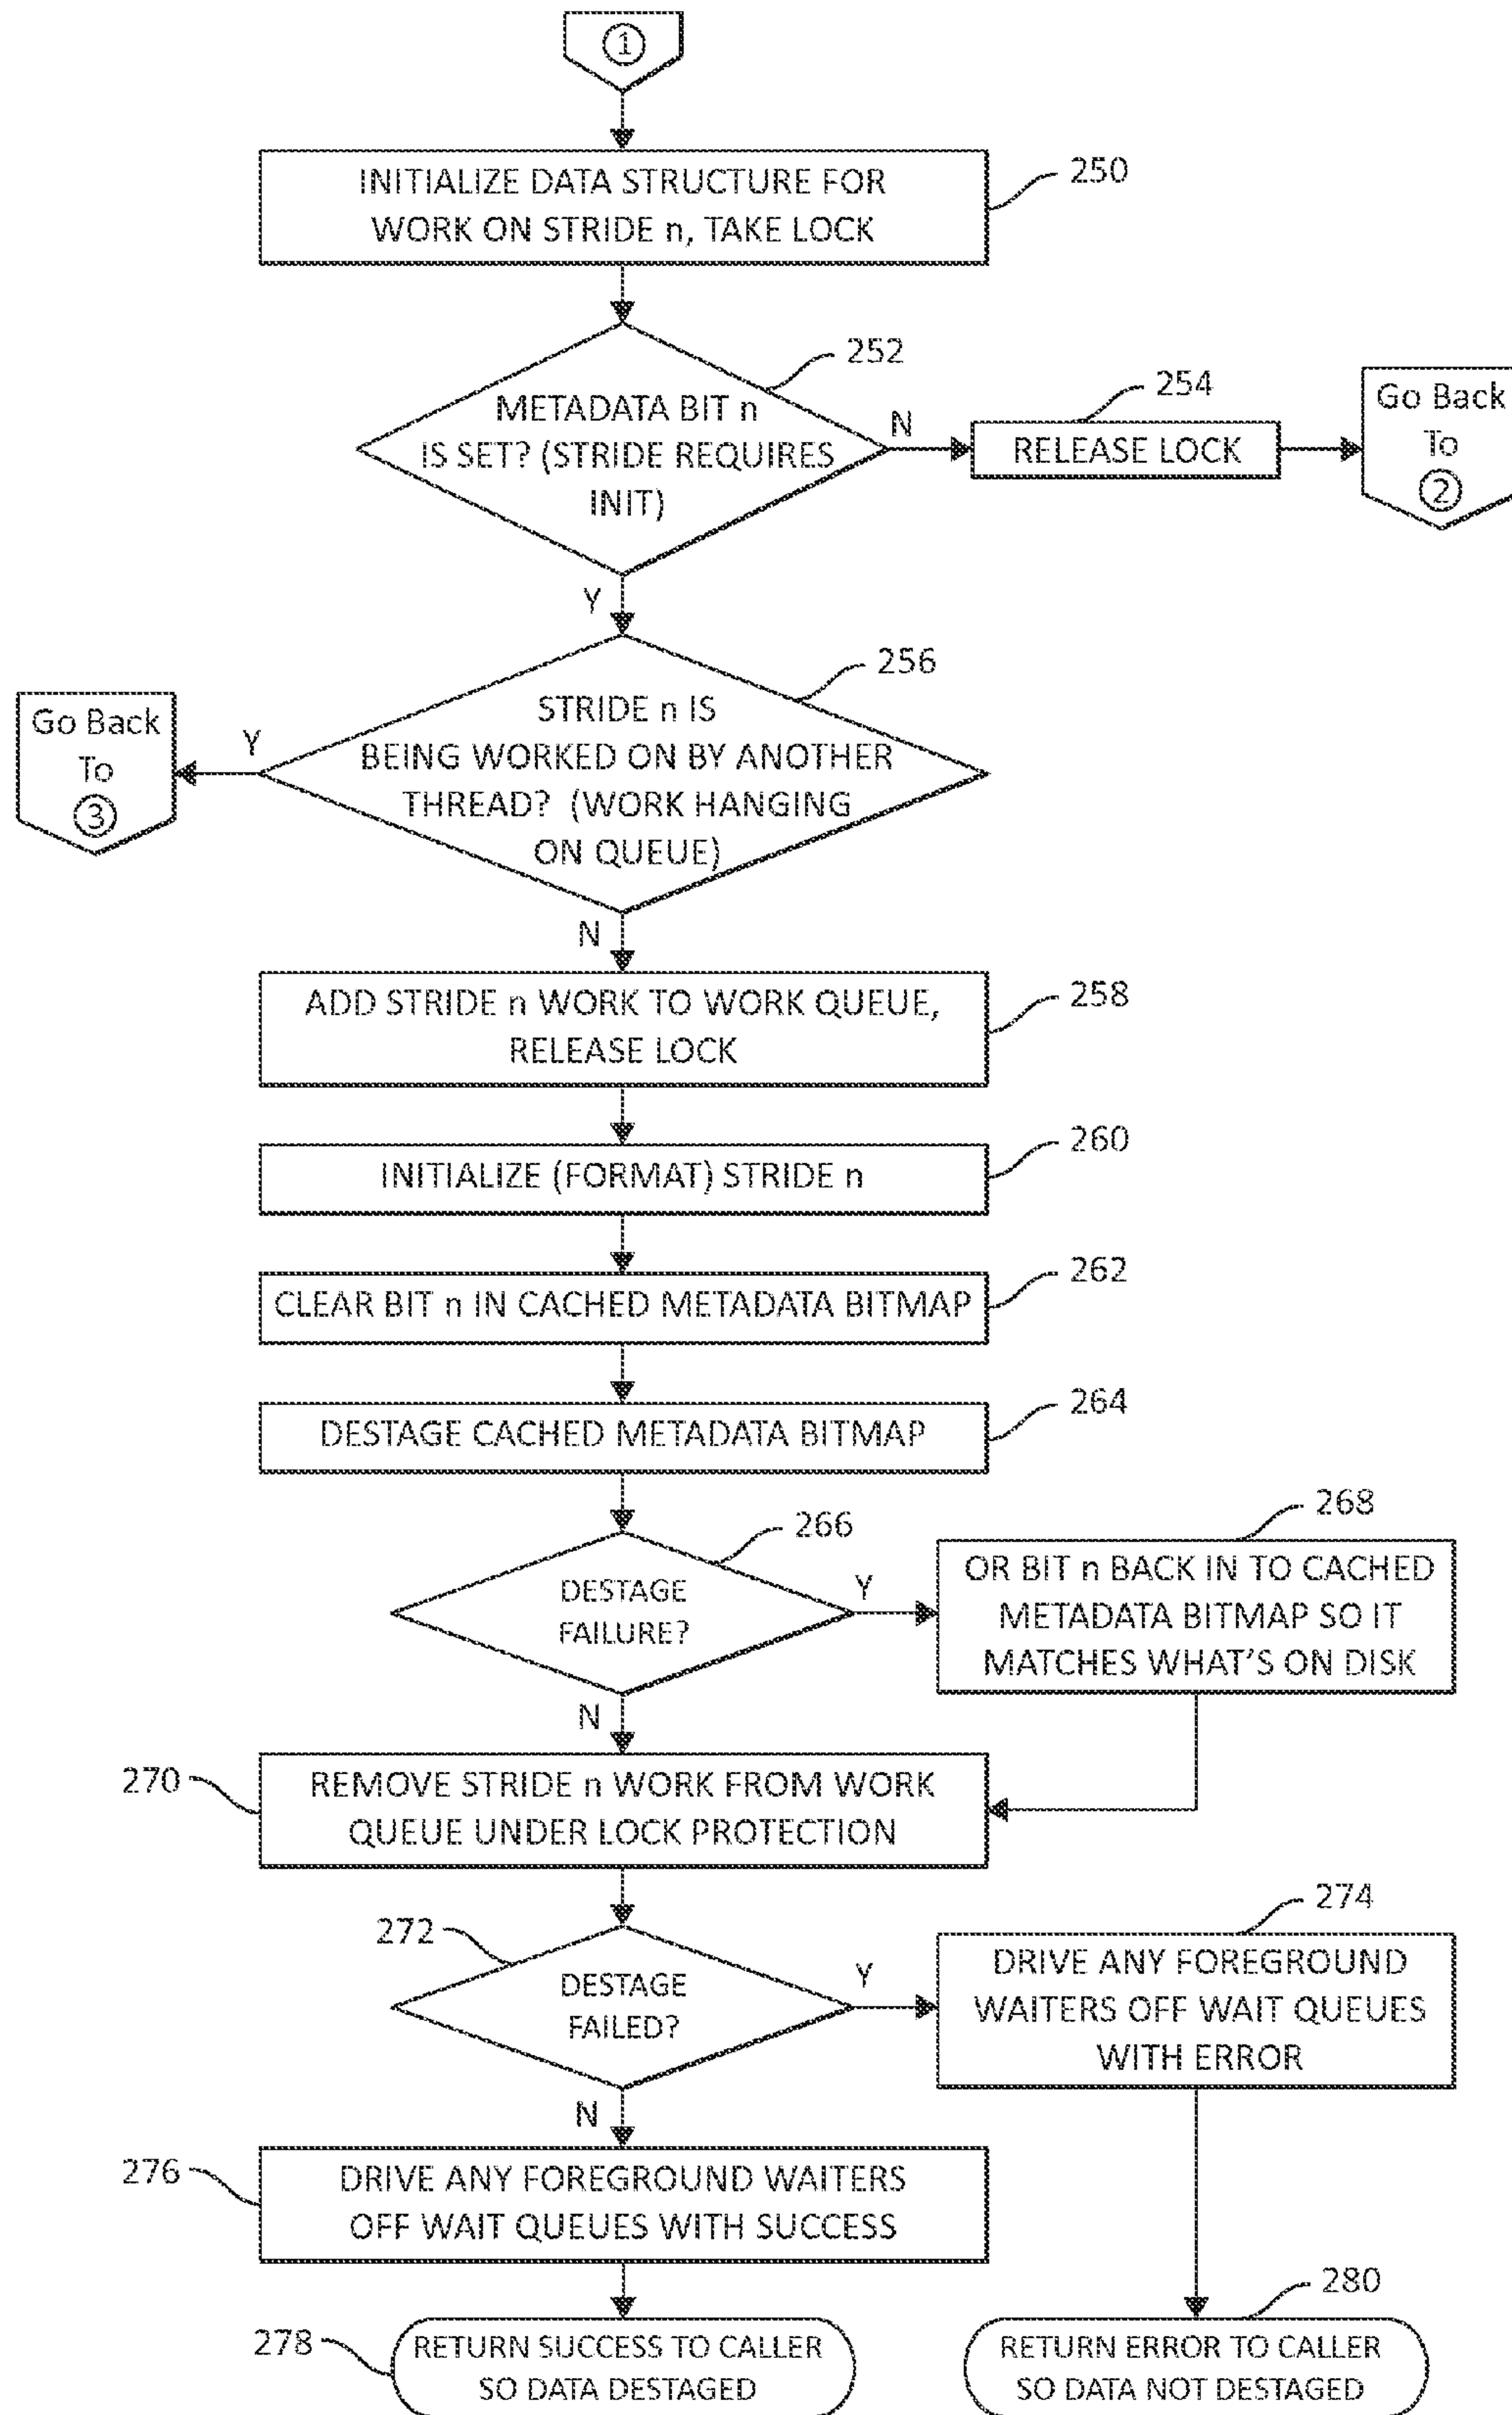 1
INITIALIZE DATA STRUCTURE FOR
WORK ON STRIDE n, TAKE LOCK
250
252
METADATA BIT n
IS SET? (STRIDE REQUIRES
INIT)
N
254
RELEASE LOCK
Go Back
To
2
Y
256
STRIDE n IS
BEING WORKED ON BY ANOTHER
THREAD? (WORK HANGING
ON QUEUE)
Y
Go Back
To
3
N
ADD STRIDE n WORK TO WORK QUEUE,
RELEASE LOCK
258
INITIALIZE (FORMAT) STRIDE n
260
CLEAR BIT n IN CACHED METADATA BITMAP
262
DESTAGE CACHED METADATA BITMAP
264
266
DESTAGE
FAILURE?
Y
268
OR BIT n BACK IN TO CACHED
METADATA BITMAP SO IT
MATCHES WHAT'S ON DISK
N
270
REMOVE STRIDE n WORK FROM WORK
QUEUE UNDER LOCK PROTECTION
272
DESTAGE
FAILED?
Y
274
DRIVE ANY FOREGROUND
WAITERS OFF WAIT QUEUES
WITH ERROR
N
276
DRIVE ANY FOREGROUND WAITERS
OFF WAIT QUEUES WITH SUCCESS
278
RETURN SUCCESS TO CALLER
SO DATA DESTAGED
280
RETURN ERROR TO CALLER
SO DATA NOT DESTAGED